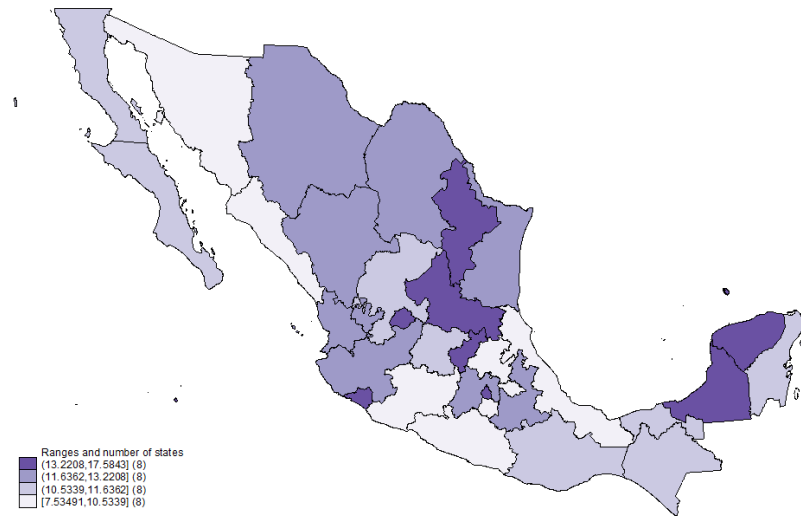 Ranges and number of states
(13.2208,17.5843] (8)
(11.6362,13.2208] (8)
(10.5339,11.6362] (8)
[7.53491,10.5339] (8)